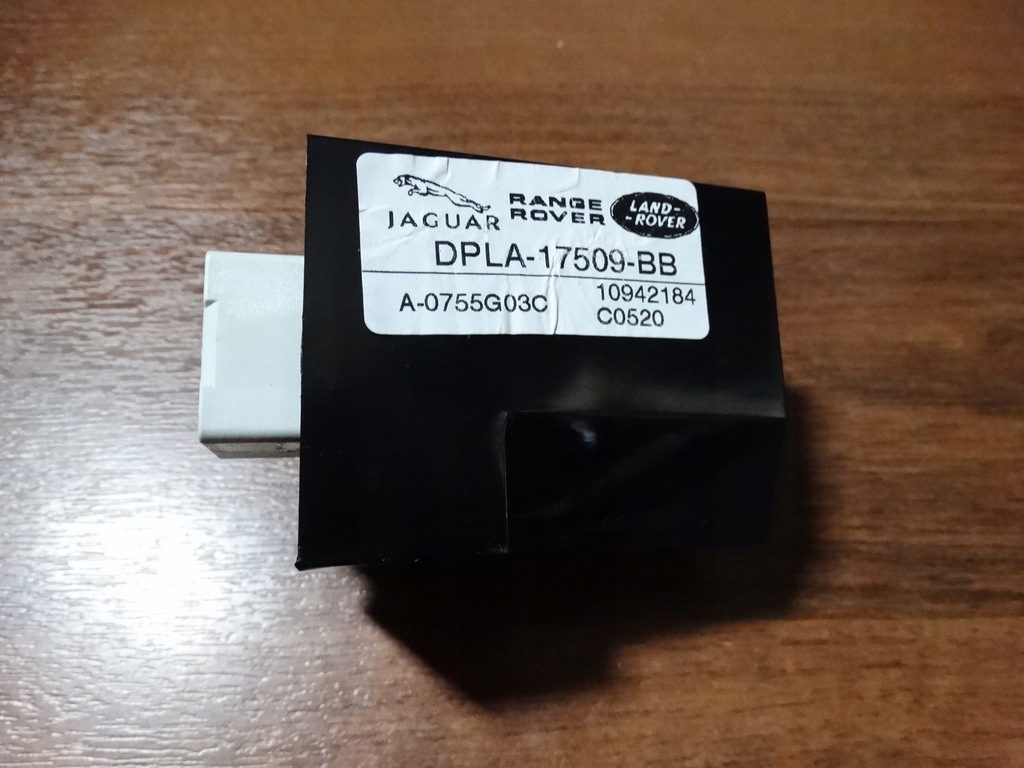 JAGUAR
RANGE
ROVER
LAND-
-ROVER
DPLA-17509-BB
A-0755G03C
10942184
C0520